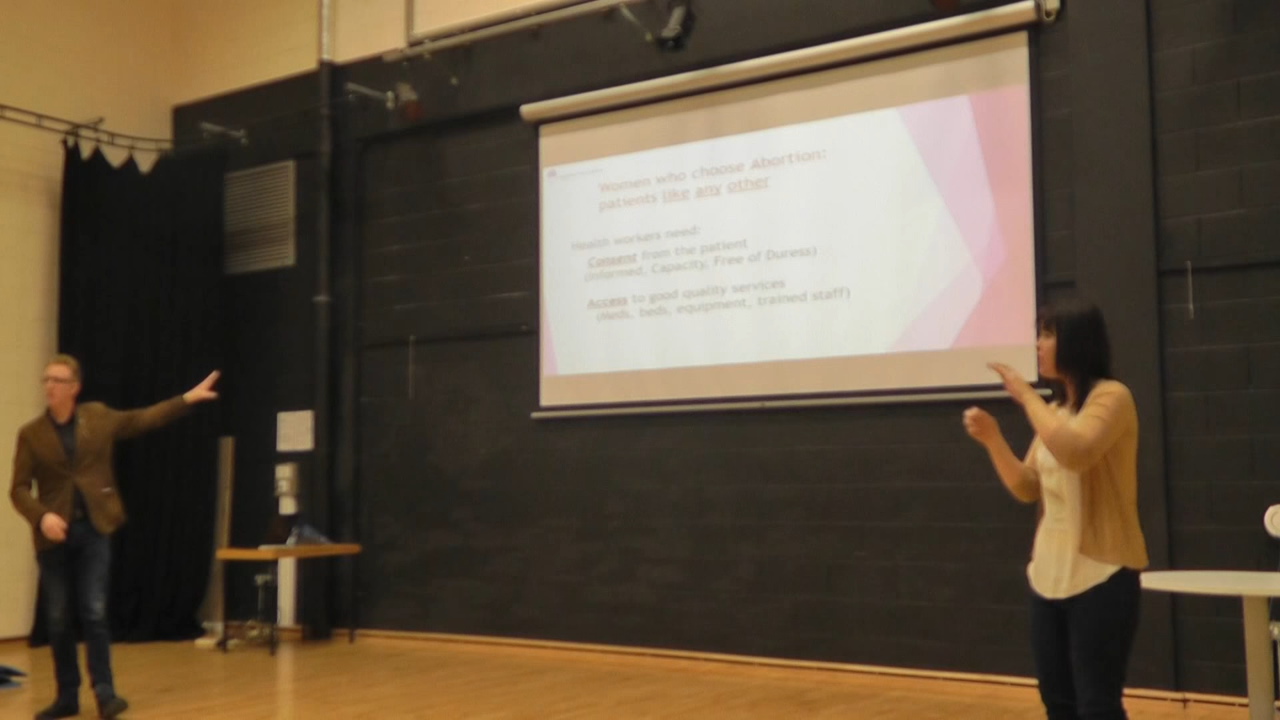 Women who choose Abortion:
patients like any other
Health workers need:
Consent from the patient
(Informed, Capacity, Free of Duress)
Access to good quality services
(Meds, beds, equipment, trained staff)